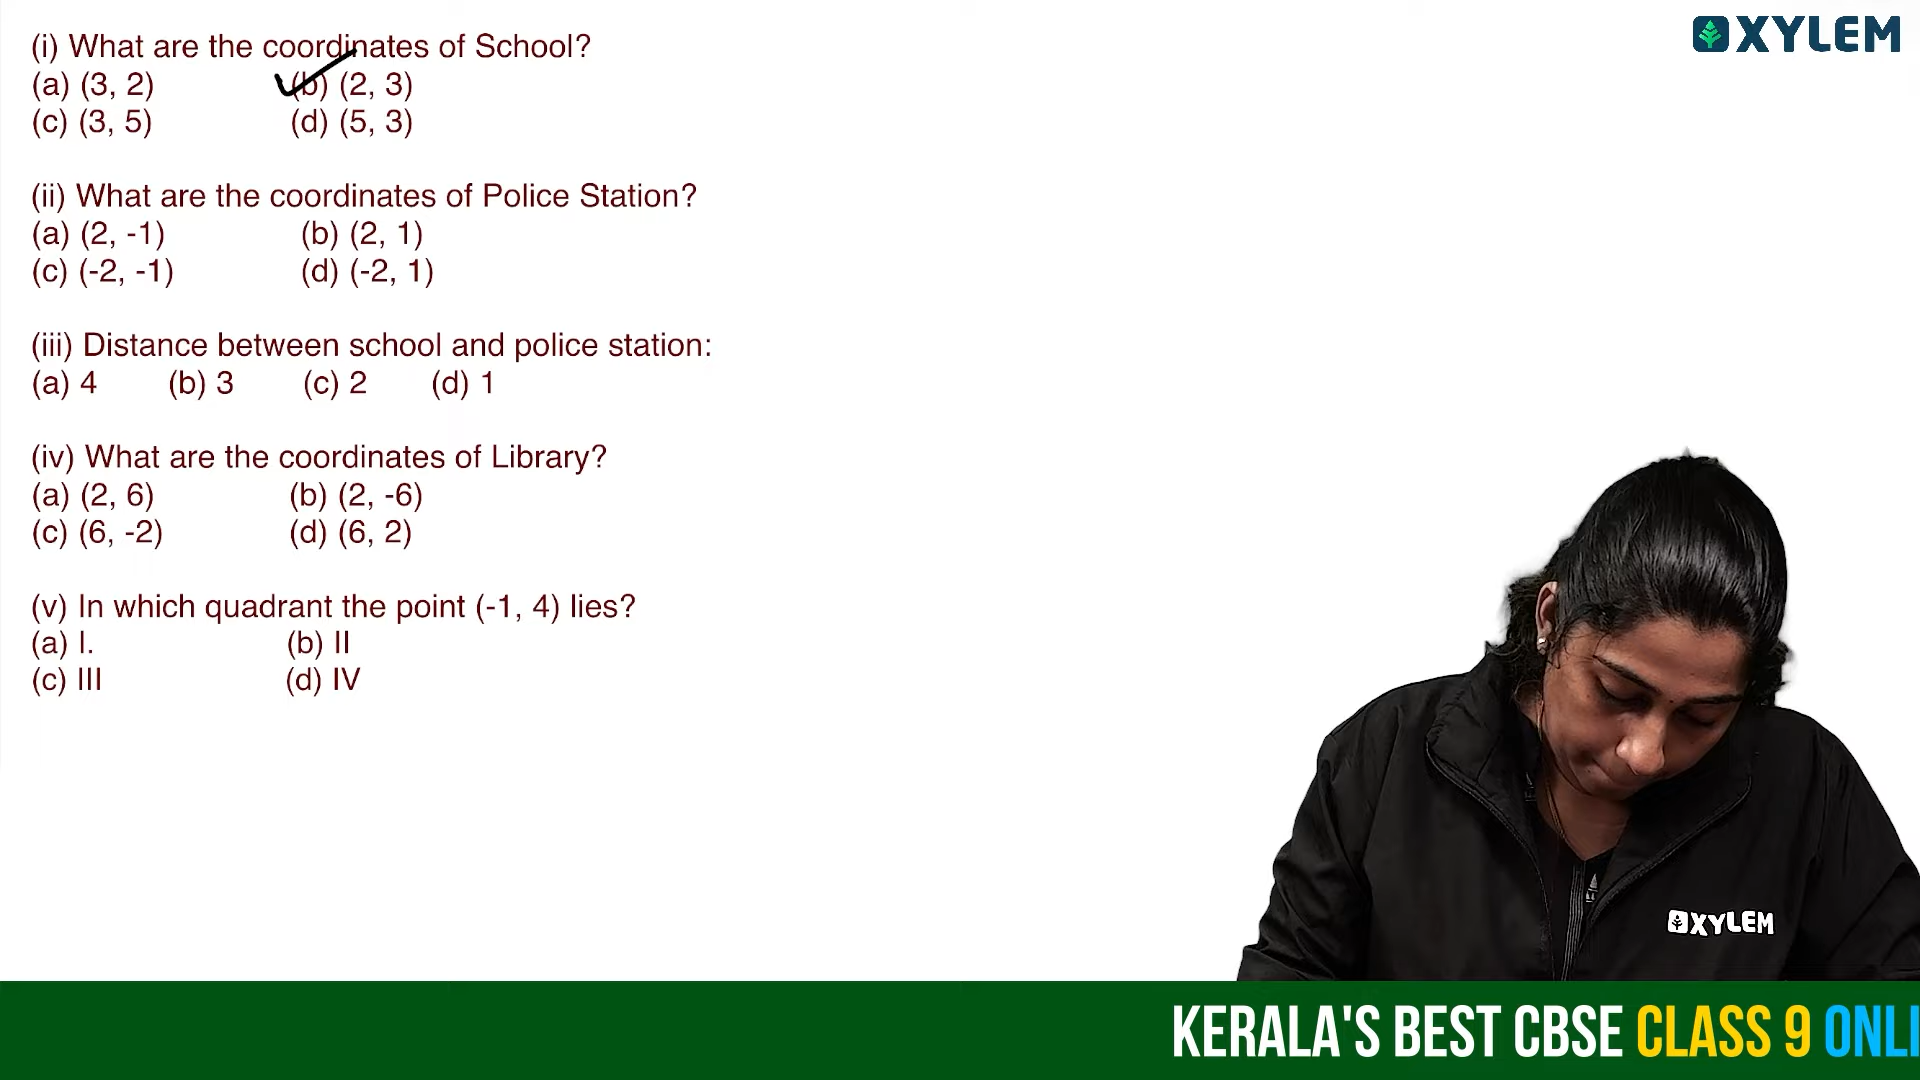 XYLEM
(i) What are the coordinates of School?
(a) (3, 2) (b) (2, 3)
(c) (3, 5) (d) (5, 3)
(ii) What are the coordinates of Police Station?
(a) (2, -1) (b) (2, 1)
(c) (-2, -1) (d) (-2, 1)
(iii) Distance between school and police station:
(a) 4 (b) 3 (c) 2 (d) 1
(iv) What are the coordinates of Library?
(a) (2, 6) (b) (2, -6)
(c) (6, -2) (d) (6, 2)
(v) In which quadrant the point (-1, 4) lies?
(a) I. (b) II
(c) III (d) IV
XYLEM
KERALA'S BEST CBSE CLASS 9 ONLI